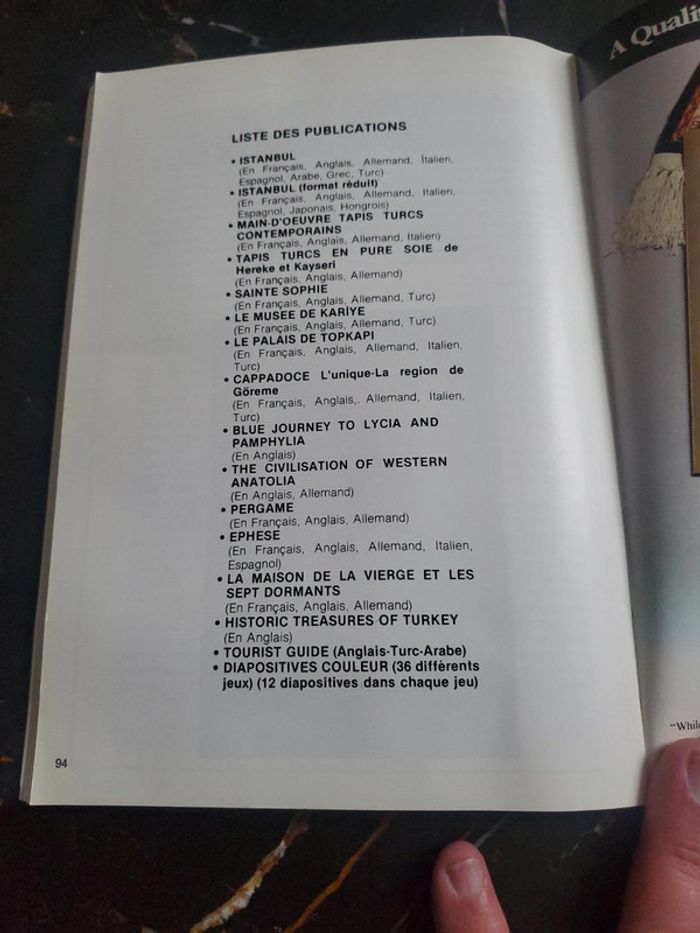 LISTE DES PUBLICATIONS
• ISTANBUL
(En Français, Anglais, Allemand, Italien,
Espagnol, Arabe, Grec, Turc)
• ISTANBUL (format réduit)
(En Français, Anglais, Allemand, Italien,
Espagnol, Japonais, Hongrois)
• MAIN-D'OEUVRE TAPIS TURCS
CONTEMPORAINS
(En Français, Anglais, Allemand, Italien)
• TAPIS TURCS EN PURE SOIE de
Hereke et Kayseri
(En Français, Anglais, Allemand)
• SAINTE SOPHIE
(En Français, Anglais, Allemand, Turc)
• LE MUSEE DE KARİYE
(En Français, Anglais, Allemand, Turc)
• LE PALAIS DE TOPKAPI
(En Français, Anglais, Allemand, Italien,
Turc)
• CAPPADOCE L'unique-La region de
Göreme
(En Français, Anglais,. Allemand, Italien,
Turc)
• BLUE JOURNEY TO LYCIA AND
PAMPHYLIA
(En Anglais)
• THE CIVILISATION OF WESTERN
ANATOLIA
(En Anglais, Allemand)
• PERGAME
(En Français, Anglais, Allemand)
• EPHESE
(En Français, Anglais, Allemand, Italien,
Espagnol)
• LA MAISON DE LA VIERGE ET LES
SEPT DORMANTS
(En Français, Anglais, Allemand)
• HISTORIC TREASURES OF TURKEY
(En Anglais)
• TOURIST GUIDE (Anglais-Turc-Arabe)
• DIAPOSITIVES COULEUR (36 différents
jeux) (12 diapositives dans chaque jeu)
94
A